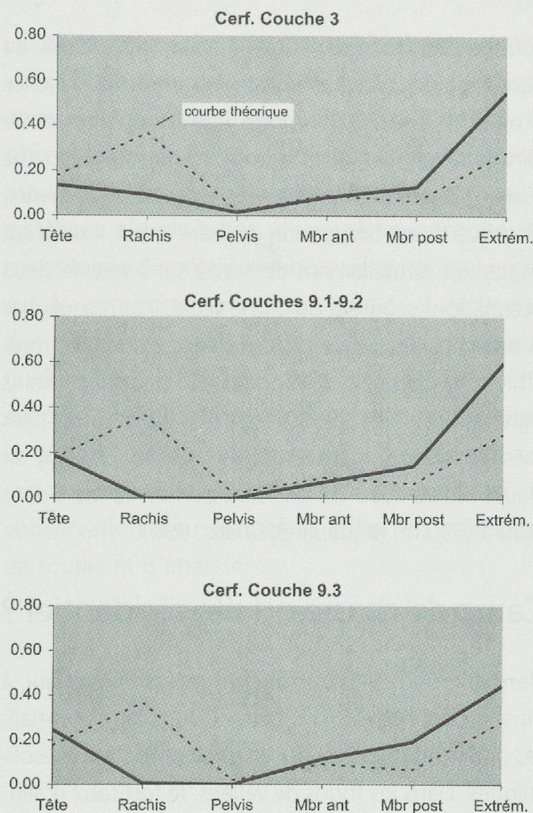 Cerf. Couche 3
0.80
0.60
0.40
0.20
0.00
courbe théorique
Tête Rachis Pelvis Mbr ant Mbr post Extrém.
Cerf. Couches 9.1-9.2
0.80
0.60
0.40
0.20
0.00
Tête Rachis Pelvis Mbr ant Mbr post Extrém.
Cerf. Couche 9.3
0.80
0.60
0.40
0.20
0.00
Tête Rachis Pelvis Mbr ant Mbr post Extrém.